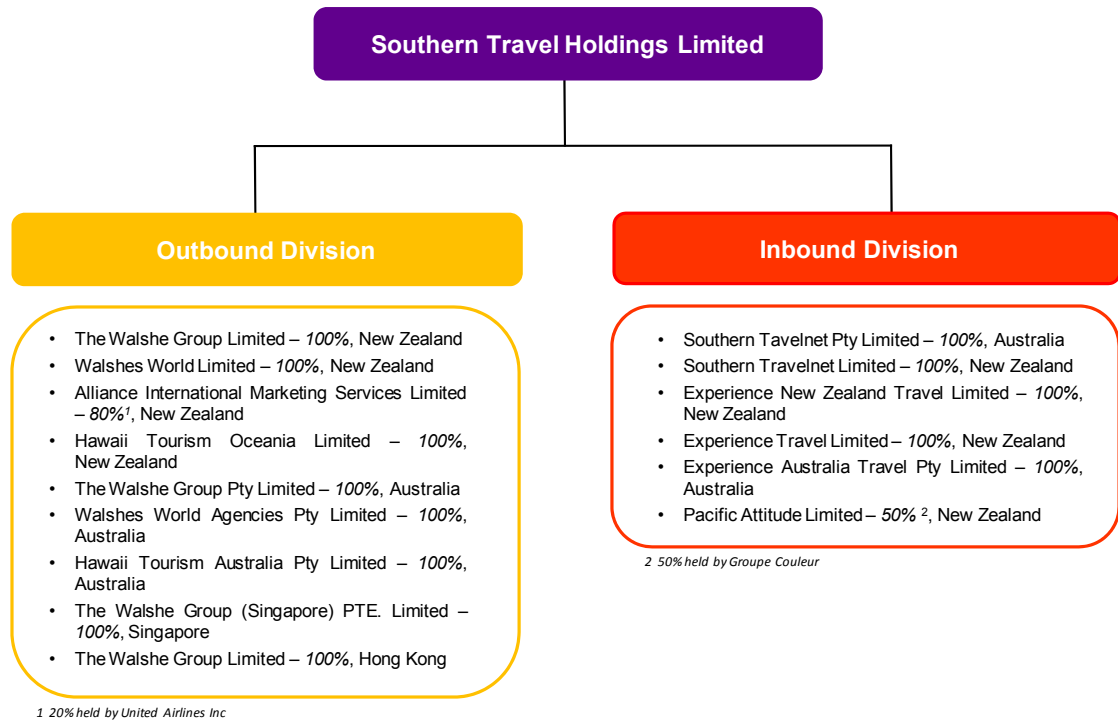 Southern Travel Holdings Limited
Outbound Division
• The Walshe Group Limited – 100%, New Zealand
• Walshes World Limited – 100%, New Zealand
• Alliance International Marketing Services Limited
– 80%¹, New Zealand
• Hawaii Tourism Oceania Limited – 100%,
New Zealand
• The Walshe Group Pty Limited – 100%, Australia
• Walshes World Agencies Pty Limited – 100%,
Australia
• Hawaii Tourism Australia Pty Limited – 100%,
Australia
• The Walshe Group (Singapore) PTE. Limited –
100%, Singapore
• The Walshe Group Limited – 100%, Hong Kong
1 20% held by United Airlines Inc
Inbound Division
• Southern Tavelnet Pty Limited – 100%, Australia
• Southern Travelnet Limited – 100%, New Zealand
• Experience New Zealand Travel Limited – 100%,
New Zealand
• Experience Travel Limited – 100%, New Zealand
• Experience Australia Travel Pty Limited – 100%,
Australia
• Pacific Attitude Limited – 50% ², New Zealand
2 50% held by Groupe Couleur